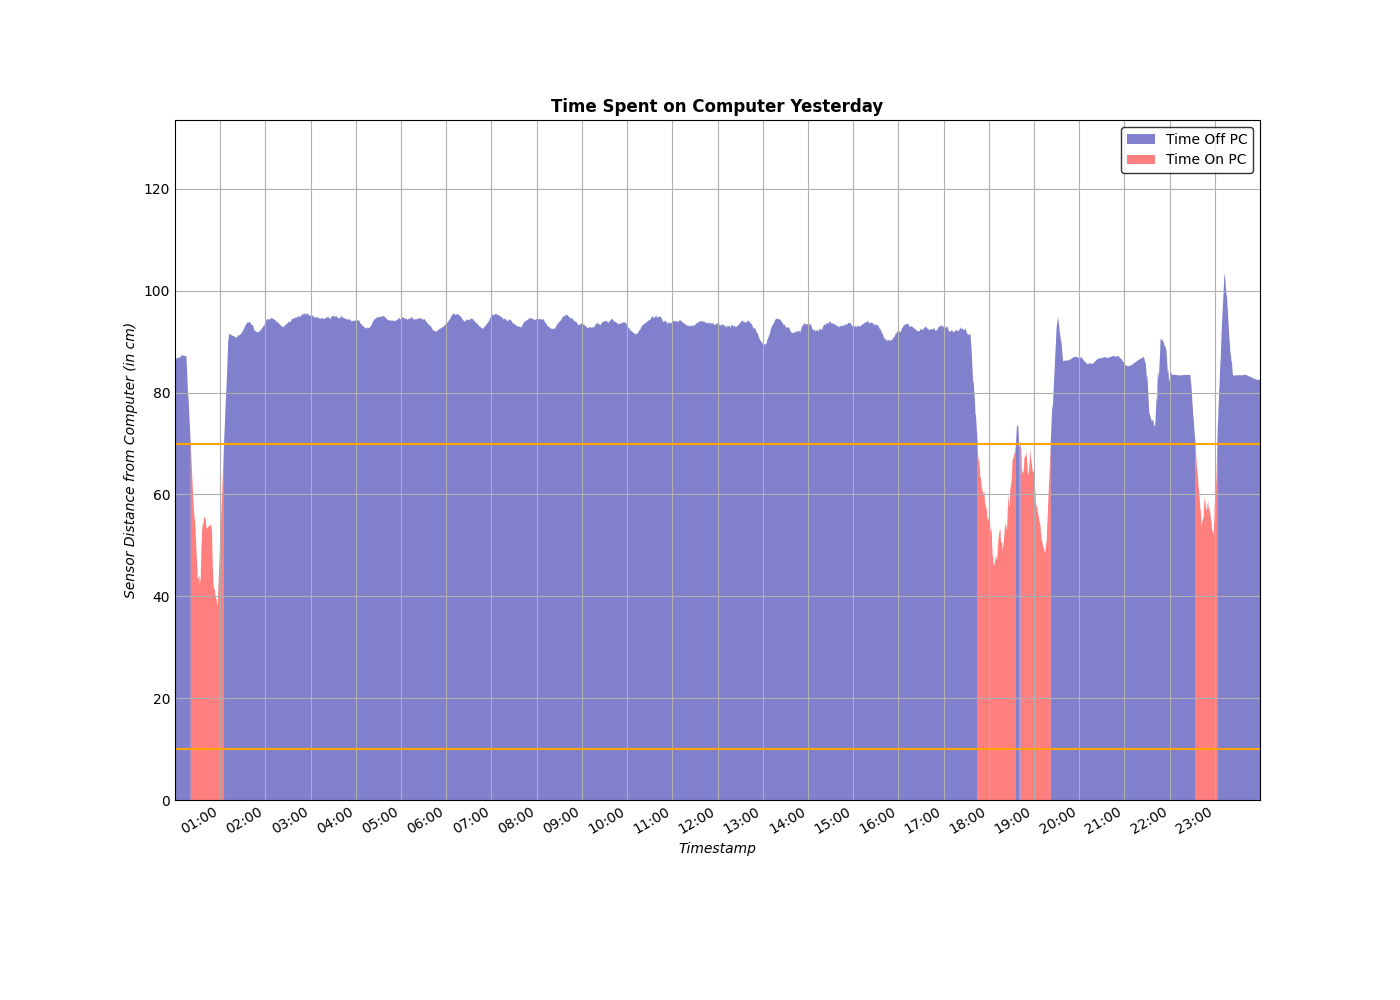 Time Spent on Computer Yesterday
Time Off PC
Time On PC
Sensor Distance from Computer (in cm)
120
100
80
60
40
20
0
01:00 02:00 03:00 04:00 05:00 06:00 07:00 08:00 09:00 10:00 11:00 12:00 13:00 14:00 15:00 16:00 17:00 18:00 19:00 20:00 21:00 22:00 23:00
Timestamp